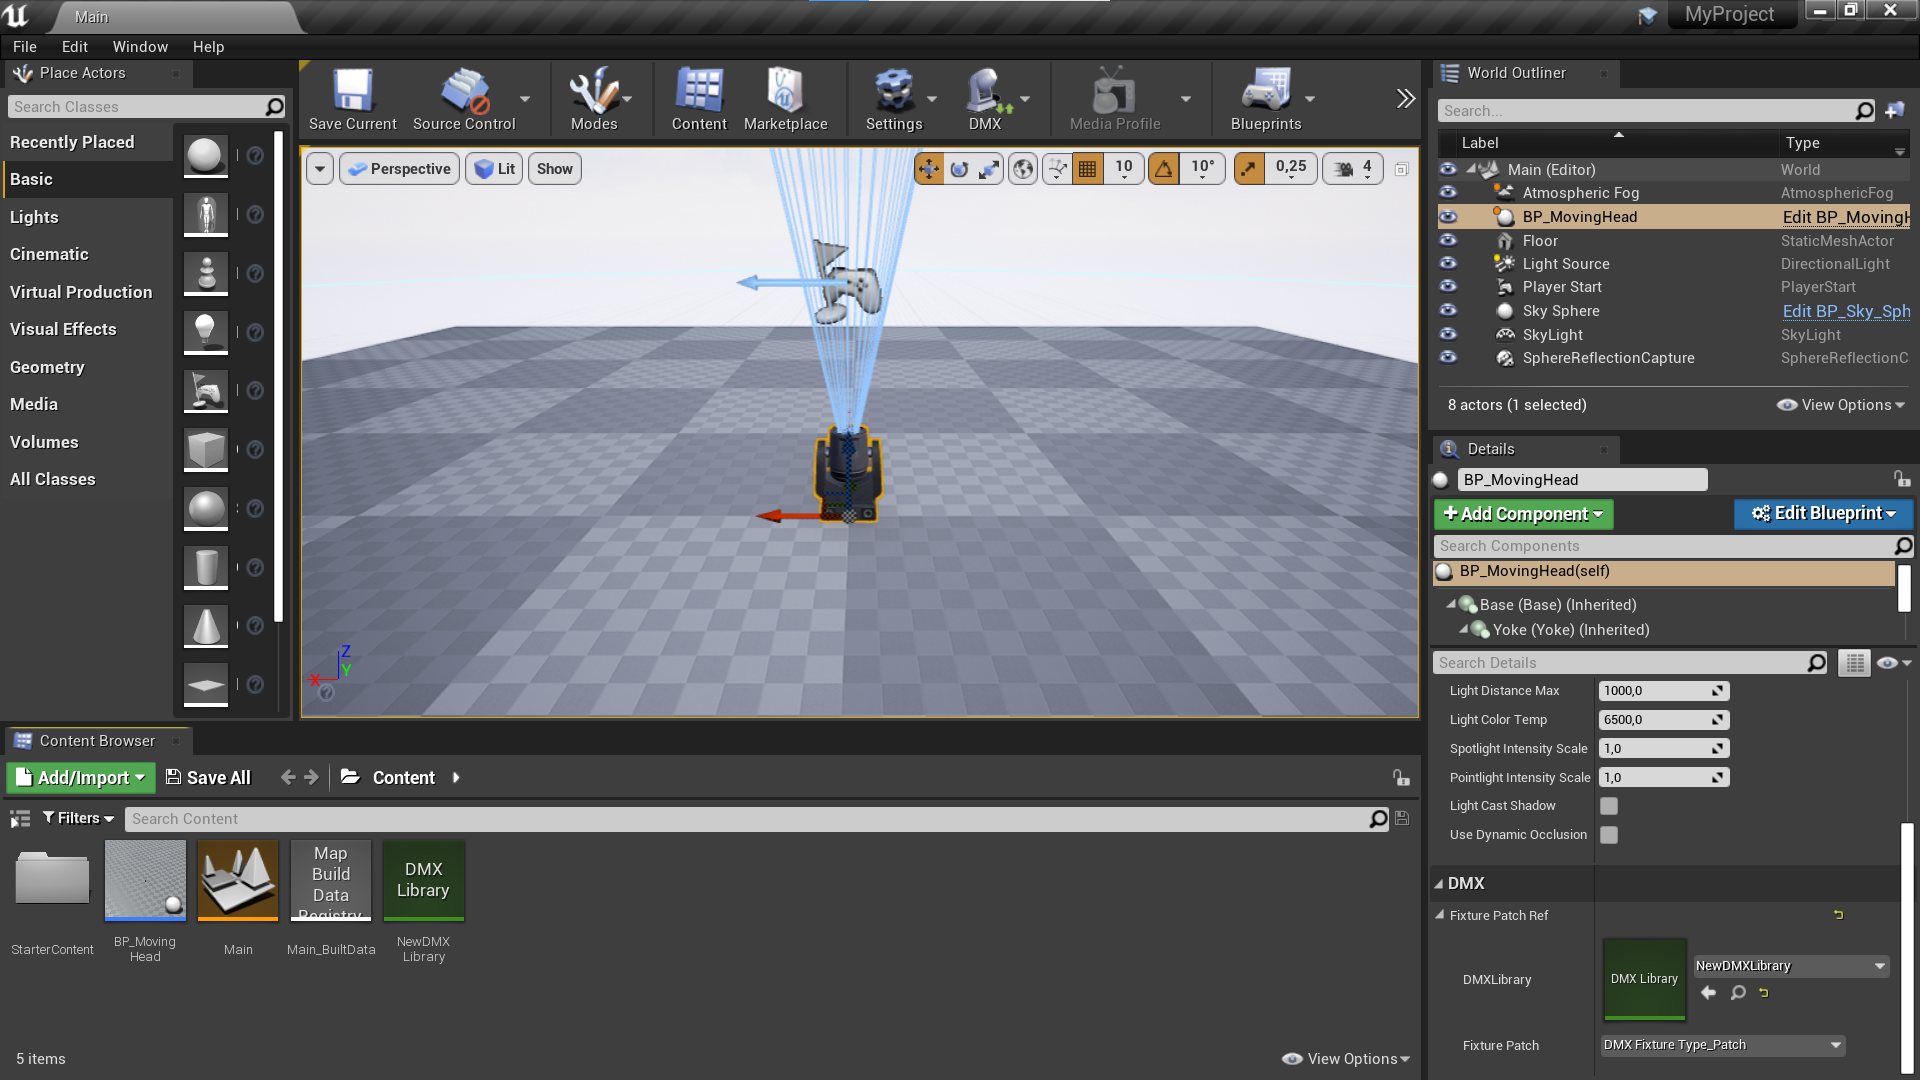 Main
MyProject
File Edit Window Help
Place Actors
Search Classes
Recently Placed
Basic
Lights
Cinematic
Virtual Production
Visual Effects
Geometry
Media
Volumes
All Classes
Save Current
Source Control
Modes
Content
Marketplace
Settings
DMX
Media Profile
Blueprints
Perspective
Lit
Show
10
10°
0,25
4
Z
Y
X
World Outliner
Search...
Label Type
Main (Editor) World
Atmospheric Fog AtmosphericFog
BP_MovingHead Edit BP_MovingH
Floor StaticMeshActor
Light Source DirectionalLight
Player Start PlayerStart
Sky Sphere Edit BP_Sky_Sph
SkyLight SkyLight
SphereReflectionCapture SphereReflectionC
8 actors (1 selected) View Options
Details
BP_MovingHead
Add Component
Edit Blueprint
Search Components
BP_MovingHead(self)
Base (Base) (Inherited)
Yoke (Yoke) (Inherited)
Search Details
Light Distance Max 1000,0
Light Color Temp 6500,0
Spotlight Intensity Scale 1,0
Pointlight Intensity Scale 1,0
Light Cast Shadow
Use Dynamic Occlusion
DMX
Fixture Patch Ref
DMXLibrary DMX Library NewDMXLibrary
Fixture Patch DMX Fixture Type_Patch
Content Browser
Add/Import Save All Content
Filters Search Content
Map
Build
Data
Registry
DMX
Library
StarterContent
BP_Moving
Head
Main
Main_BuiltData
NewDMX
Library
5 items View Options